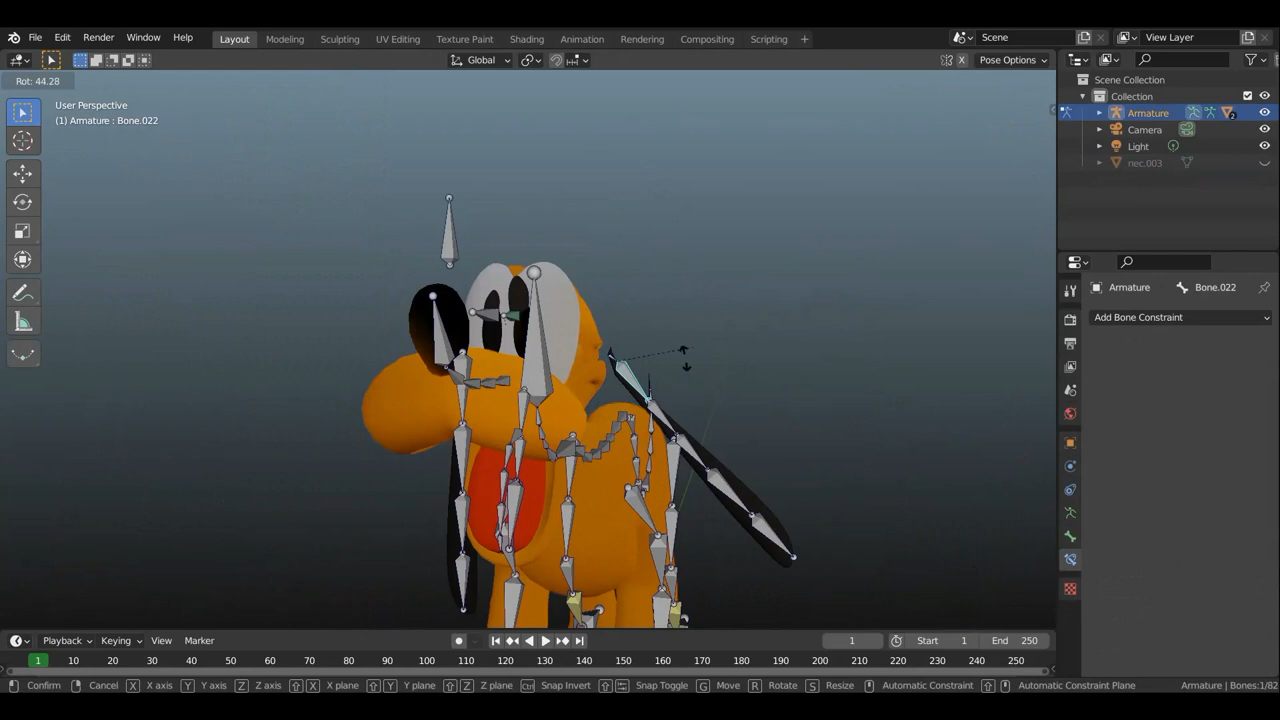 File Edit Render Window Help Layout Modeling Sculpting UV Editing Texture Paint Shading Animation Rendering Compositing Scripting + Scene View Layer
Global X Pose Options
Rot: 44.28
User Perspective
(1) Armature : Bone.022
Scene Collection
Collection
Armature 2
Camera
Light
nec.003
Armature Bone.022
Add Bone Constraint
Playback Keying View Marker 1 Start 1 End 250
1 10 20 30 40 50 60 70 80 90 100 110 120 130 140 150 160 170 180 190 200 210 220 230 240 250
Confirm Cancel X X axis Y Y axis Z Z axis X X plane Y Y plane Z Z plane Ctrl Snap Invert Snap Toggle G Move R Rotate S Resize Automatic Constraint Automatic Constraint Plane Armature | Bones:1/82